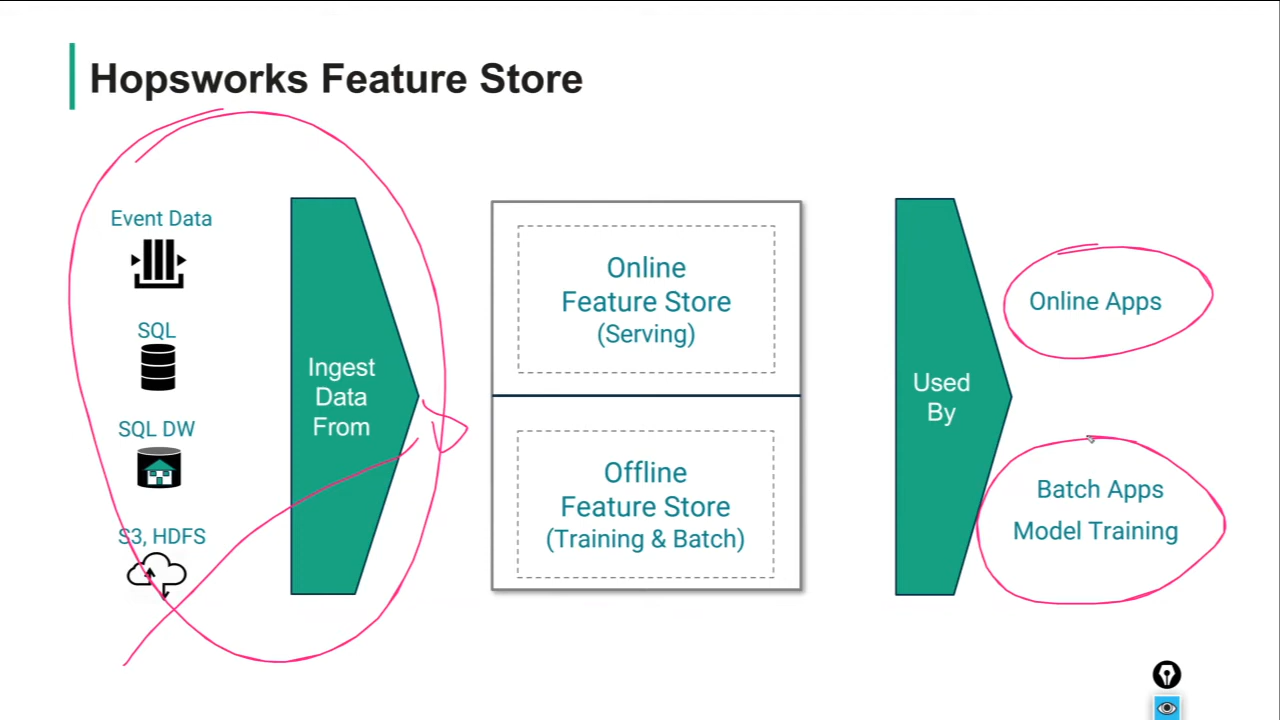 Hopsworks Feature Store
Event Data
SQL
SQL DW
S3, HDFS
Ingest
Data
From
Online
Feature Store
(Serving)
Offline
Feature Store
(Training & Batch)
Used
By
Online Apps
Batch Apps
Model Training